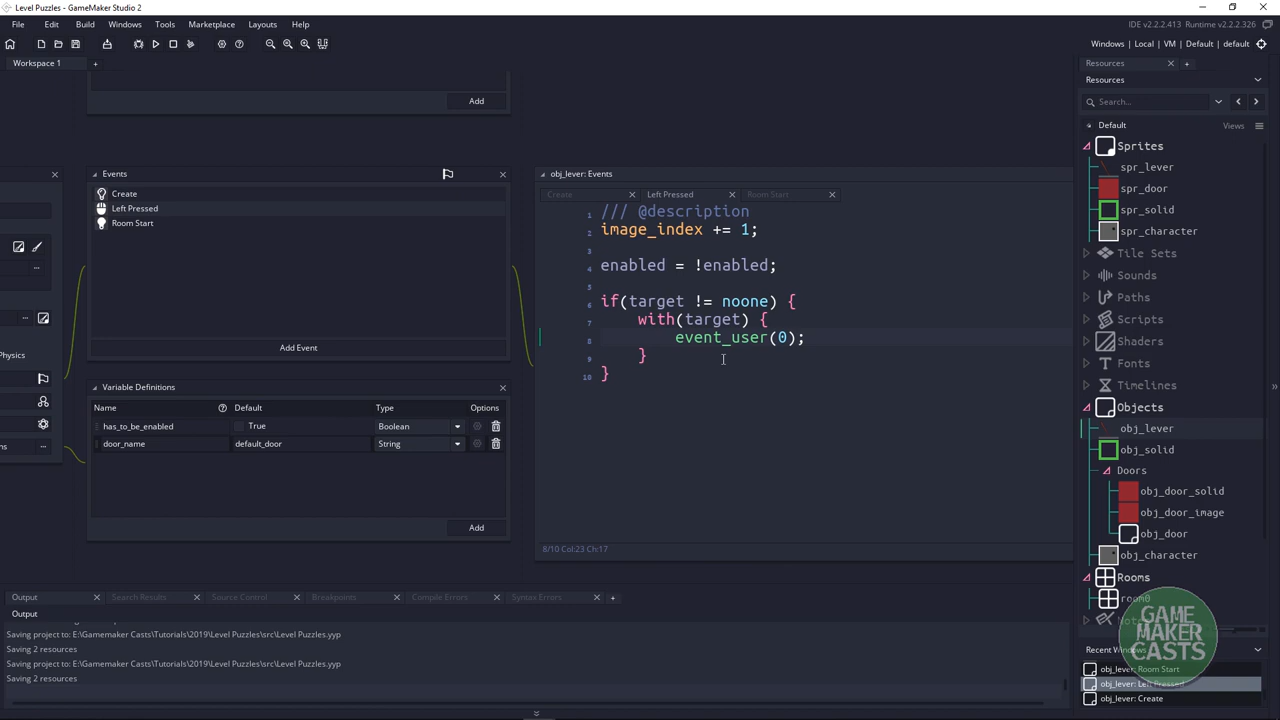 Level Puzzles - GameMaker Studio 2
File Edit Build Windows Tools Marketplace Layouts Help
IDE v2.2.2.413 Runtime v2.2.2.326
Windows | Local | VM | Default | default
Workspace 1
Resources
Resources
Search...
Default
Views
Add
Events
Create
Left Pressed
Room Start
Add Event
Physics
Variable Definitions
Name Default Type Options
has_to_be_enabled True Boolean
door_name default_door String
Add
obj_lever: Events
Create Left Pressed Room Start
1 /// @description
2 image_index += 1;
3
4 enabled = !enabled;
5
6 if(target != noone) {
7 with(target) {
8 event_user(0);
9 }
10 }
8/10 Col:23 Ch:17
Sprites
spr_lever
spr_door
spr_solid
spr_character
Tile Sets
Sounds
Paths
Scripts
Shaders
Fonts
Timelines
Objects
obj_lever
obj_solid
Doors
obj_door_solid
obj_door_image
obj_door
obj_character
Rooms
room0
GAME
MAKER
CASTS
Recent Windows
obj_lever: Room Start
obj_lever: Left Pressed
obj_lever: Create
Output Search Results Source Control Breakpoints Compile Errors Syntax Errors
Output
Saving project to: E:\Gamemaker Casts\Tutorials\2019\Level Puzzles\src\Level Puzzles.yyp
Saving 2 resources
Saving project to: E:\Gamemaker Casts\Tutorials\2019\Level Puzzles\src\Level Puzzles.yyp
Saving 2 resources